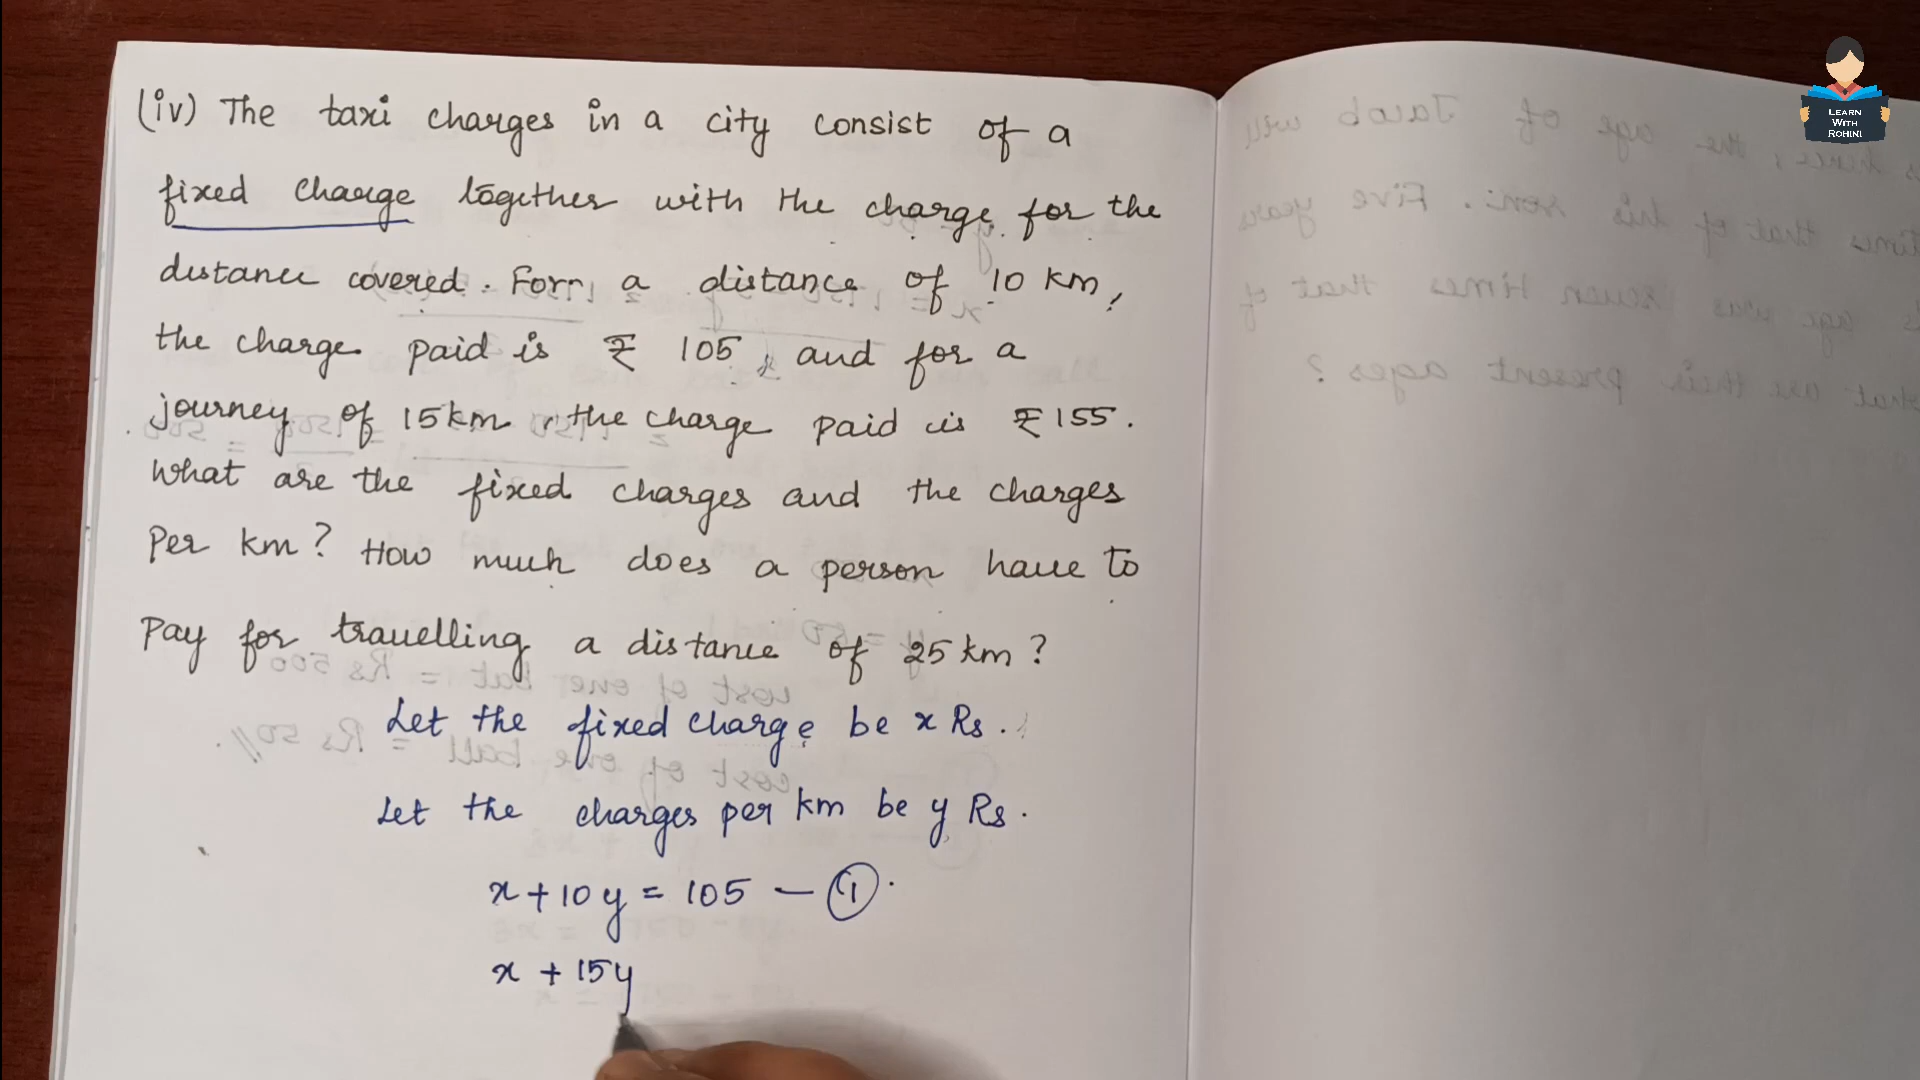 (iv) The taxi charges in a city consist of a
fixed charge together with the charge for the
distance covered. For a distance of 10 km,
the charge paid is ₹ 105, and for a
journey of 15km, the charge paid is ₹155.
What are the fixed charges and the charges
Per km? How much does a person have to
Pay for travelling a distance of 25 km?
Let the fixed charge be x Rs.
Let the charges per km be y Rs.
x + 10y = 105 — ①.
x + 15y
LEARN
WITH
ROHINI